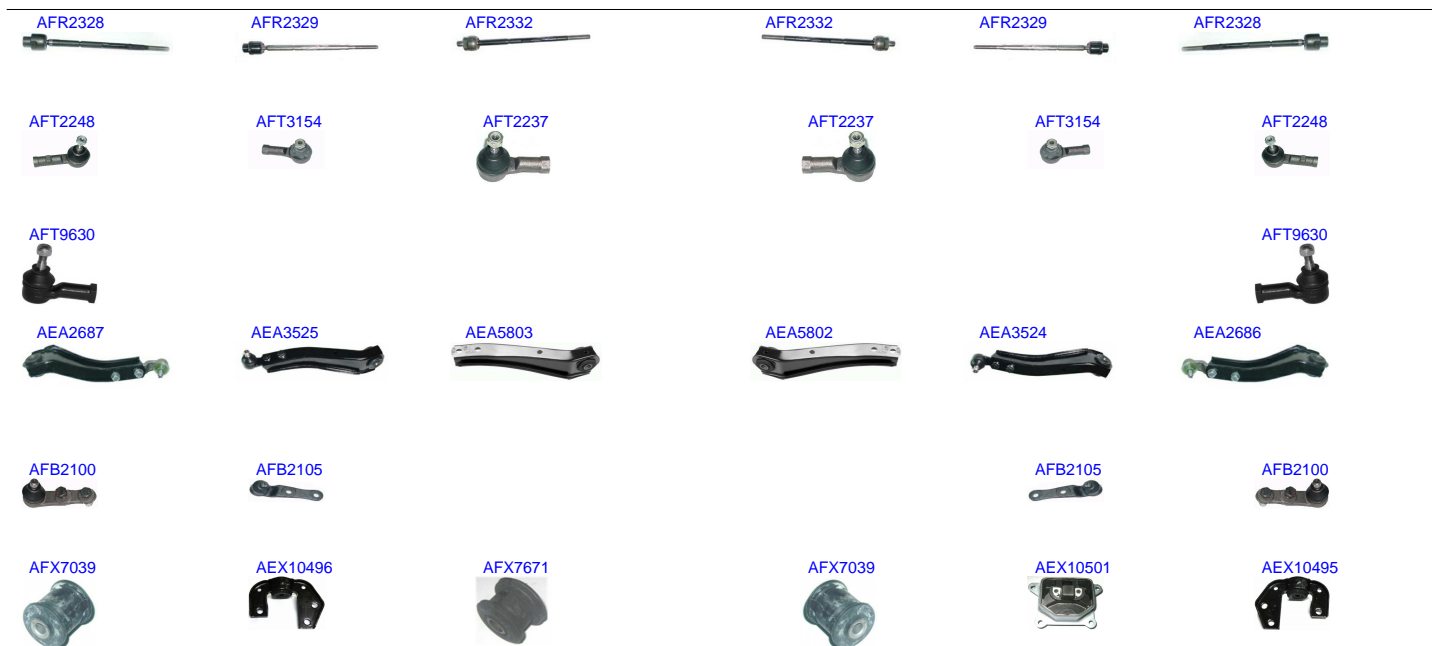 AFR2328 AFR2329 AFR2332 AFR2332 AFR2329 AFR2328
AFT2248 AFT3154 AFT2237 AFT2237 AFT3154 AFT2248
AFT9630 AFT9630
AEA2687 AEA3525 AEA5803 AEA5802 AEA3524 AEA2686
AFB2100 AFB2105 AFB2105 AFB2100
AFX7039 AEX10496 AFX7671 AFX7039 AEX10501 AEX10495